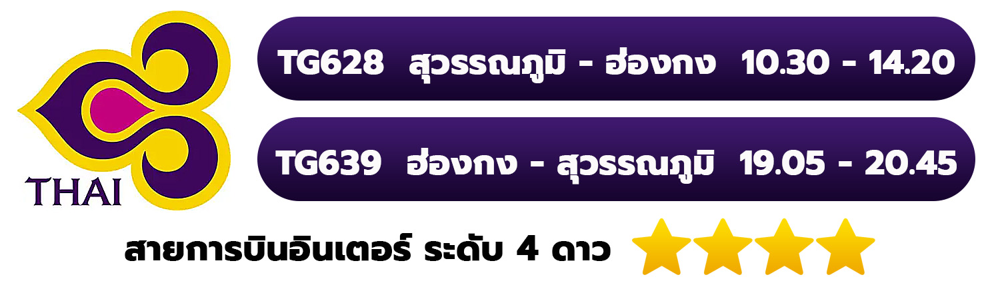 TG628 สุวรรณภูมิ - ฮ่องกง 10.30 - 14.20
TG639 ฮ่องกง - สุวรรณภูมิ 19.05 - 20.45
THAI
สายการบินอินเตอร์ ระดับ 4 ดาว